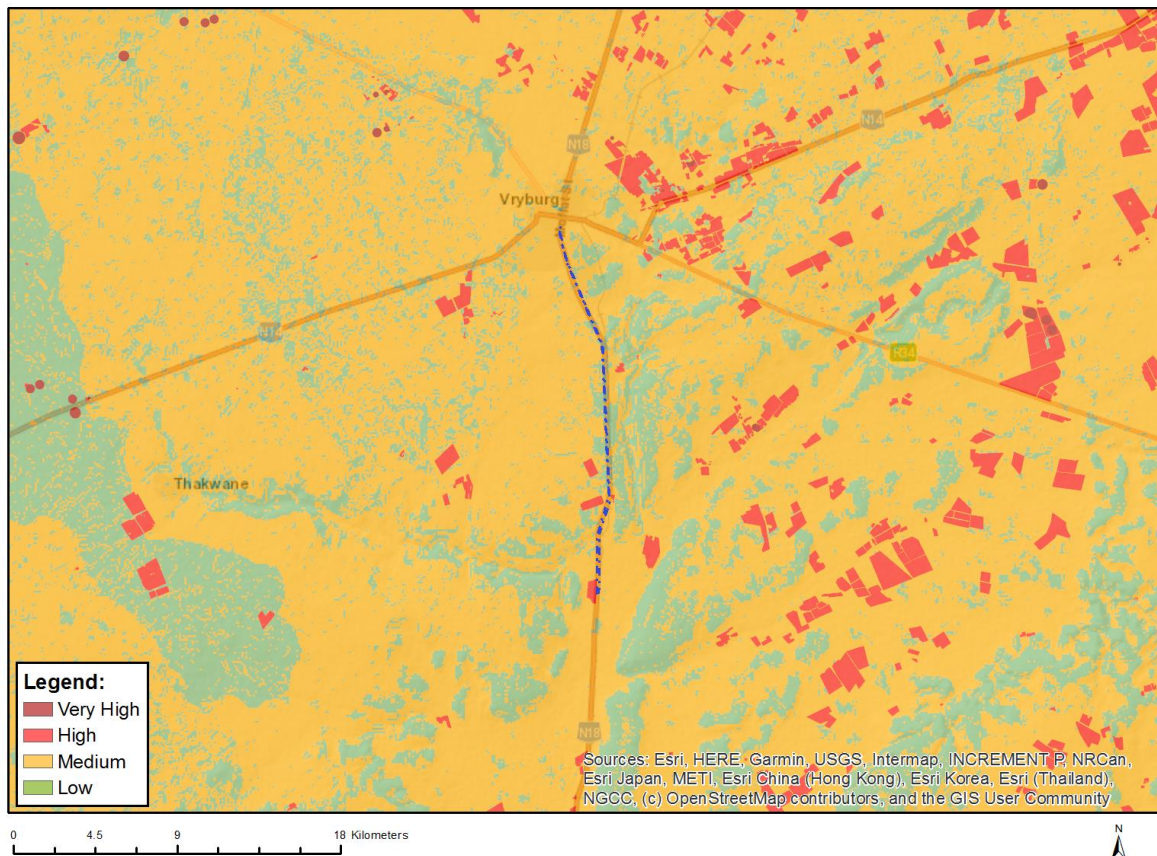 N18
N14
Vryburg
N14
R34
Thakwane
N18
Legend:
Very High
High
Medium
Low
Sources: Esri, HERE, Garmin, USGS, Intermap, INCREMENT P, NRCan,
Esri Japan, METI, Esri China (Hong Kong), Esri Korea, Esri (Thailand),
NGCC, (c) OpenStreetMap contributors, and the GIS User Community
0 4.5 9 18 Kilometers
N